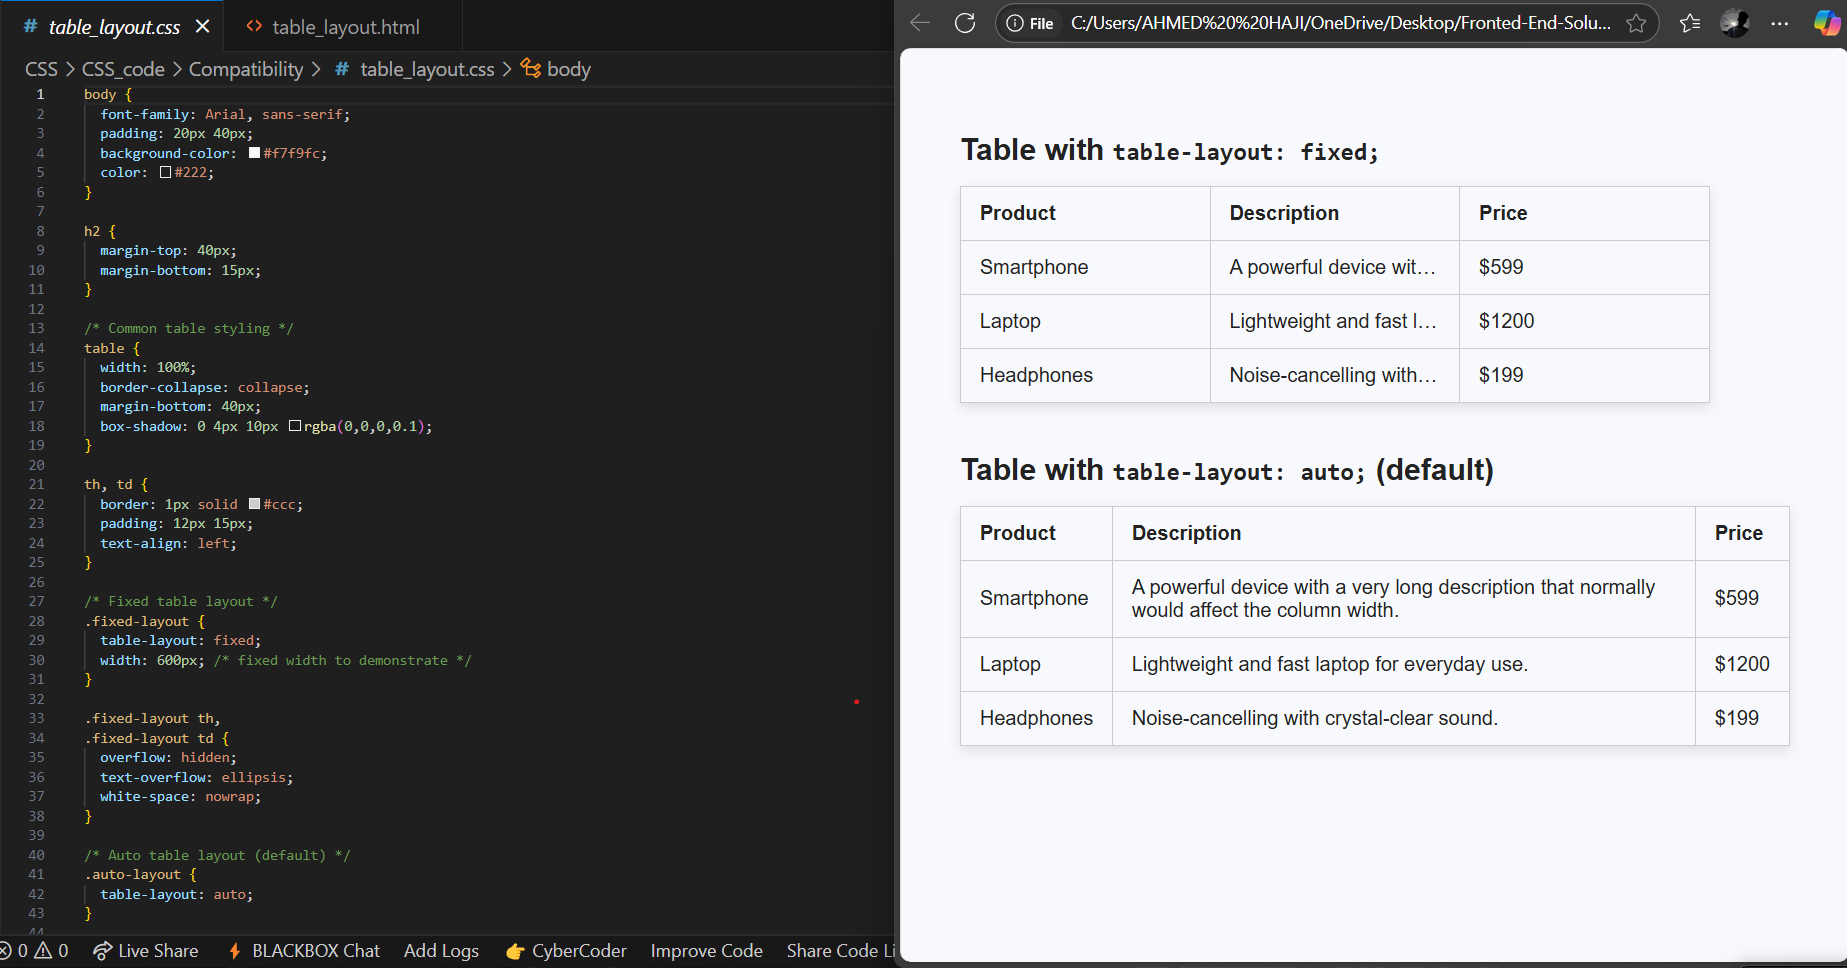 # table_layout.css ×
<> table_layout.html
CSS > CSS_code > Compatibility > # table_layout.css > body
1 body {
2 font-family: Arial, sans-serif;
3 padding: 20px 40px;
4 background-color: #f7f9fc;
5 color: #222;
6 }
7
8 h2 {
9 margin-top: 40px;
10 margin-bottom: 15px;
11 }
12
13 /* Common table styling */
14 table {
15 width: 100%;
16 border-collapse: collapse;
17 margin-bottom: 40px;
18 box-shadow: 0 4px 10px rgba(0,0,0,0.1);
19 }
20
21 th, td {
22 border: 1px solid #ccc;
23 padding: 12px 15px;
24 text-align: left;
25 }
26
27 /* Fixed table layout */
28 .fixed-layout {
29 table-layout: fixed;
30 width: 600px; /* fixed width to demonstrate */
31 }
32
33 .fixed-layout th,
34 .fixed-layout td {
35 overflow: hidden;
36 text-overflow: ellipsis;
37 white-space: nowrap;
38 }
39
40 /* Auto table layout (default) */
41 .auto-layout {
42 table-layout: auto;
43 }
44
0 0 Live Share BLACKBOX Chat Add Logs CyberCoder Improve Code Share Code Li
File C:/Users/AHMED%20%20HAJI/OneDrive/Desktop/Fronted-End-Solu...
Table with table-layout: fixed;
Product Description Price
Smartphone A powerful device wit... $599
Laptop Lightweight and fast l... $1200
Headphones Noise-cancelling with... $199
Table with table-layout: auto; (default)
Product Description Price
Smartphone A powerful device with a very long description that normally $599
would affect the column width.
Laptop Lightweight and fast laptop for everyday use. $1200
Headphones Noise-cancelling with crystal-clear sound. $199